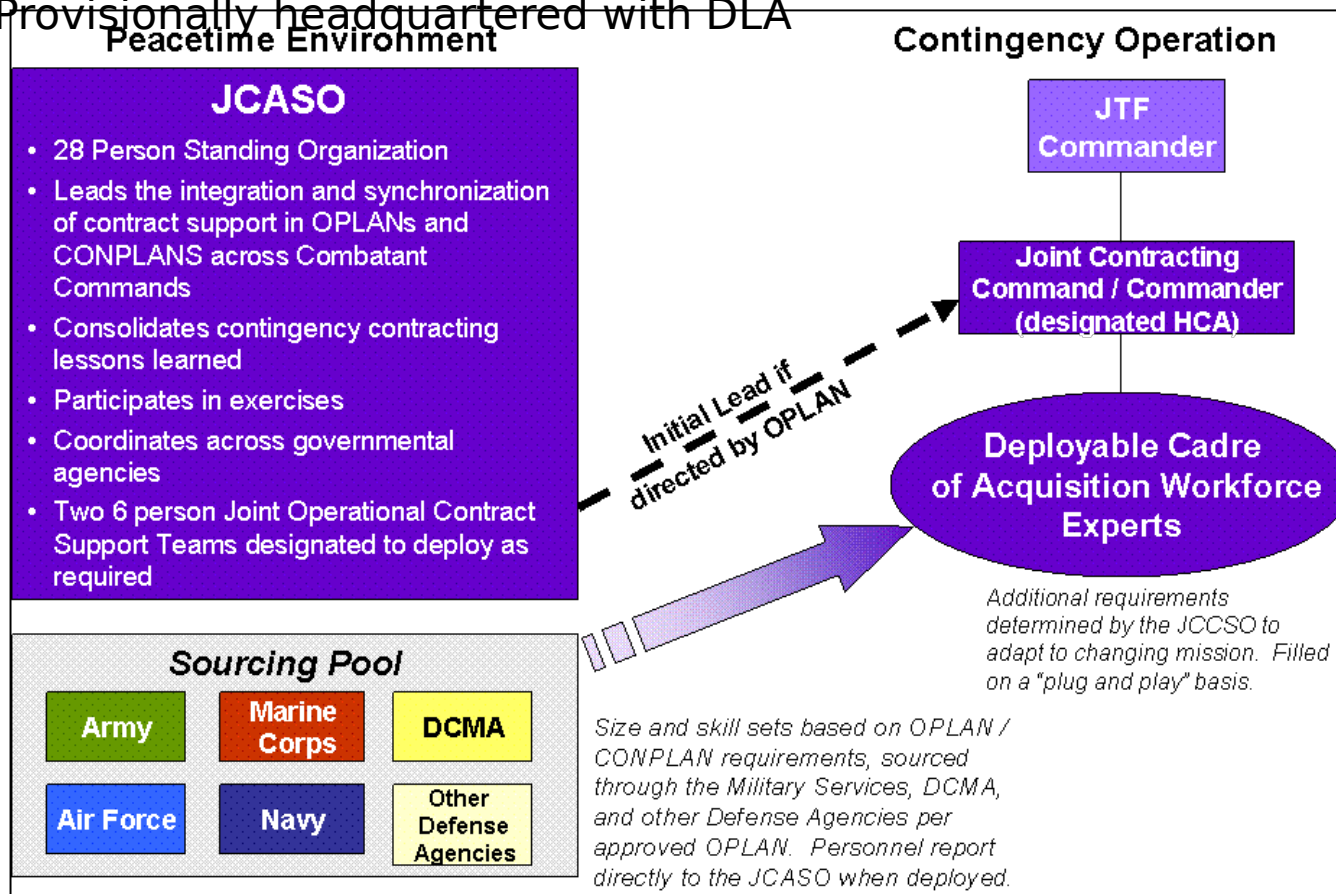 Provisionally headquartered with DLA
Peacetime Environment
Contingency Operation
JCASO
• 28 Person Standing Organization
• Leads the integration and synchronization
of contract support in OPLANs and
CONPLANS across Combatant
Commands
• Consolidates contingency contracting
lessons learned
• Participates in exercises
• Coordinates across governmental
agencies
• Two 6 person Joint Operational Contract
Support Teams designated to deploy as
required
Initial Lead if
directed by OPLAN
JTF
Commander
Joint Contracting
Command / Commander
(designated HCA)
Deployable Cadre
of Acquisition Workforce
Experts
Additional requirements
determined by the JCCSO to
adapt to changing mission. Filled
on a "plug and play" basis.
Sourcing Pool
Army
Marine
Corps
DCMA
Air Force
Navy
Other
Defense
Agencies
Size and skill sets based on OPLAN /
CONPLAN requirements, sourced
through the Military Services, DCMA,
and other Defense Agencies per
approved OPLAN. Personnel report
directly to the JCASO when deployed.